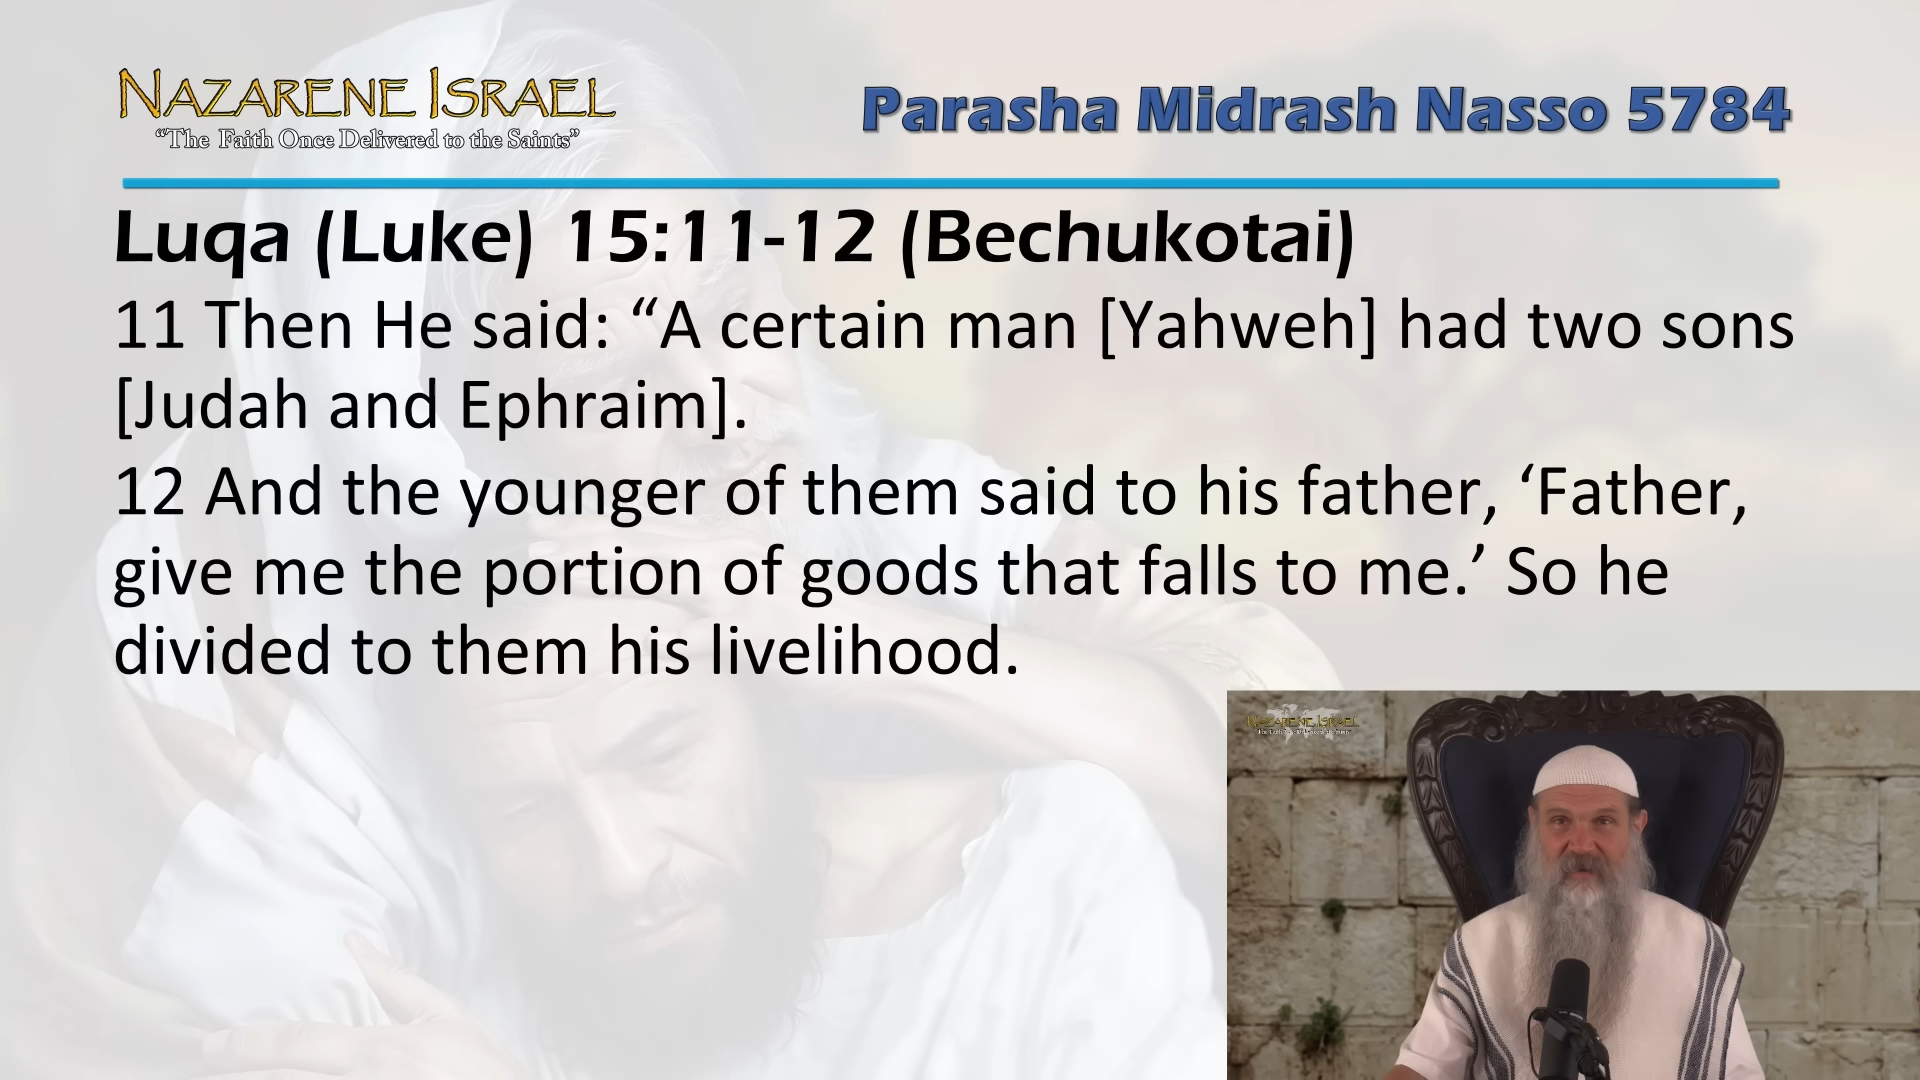 NAZARENE ISRAEL
“The Faith Once Delivered to the Saints”
Parasha Midrash Nasso 5784
Luqa (Luke) 15:11-12 (Bechukotai)
11 Then He said: “A certain man [Yahweh] had two sons
[Judah and Ephraim].
12 And the younger of them said to his father, ‘Father,
give me the portion of goods that falls to me.’ So he
divided to them his livelihood.
NAZARENE ISRAEL